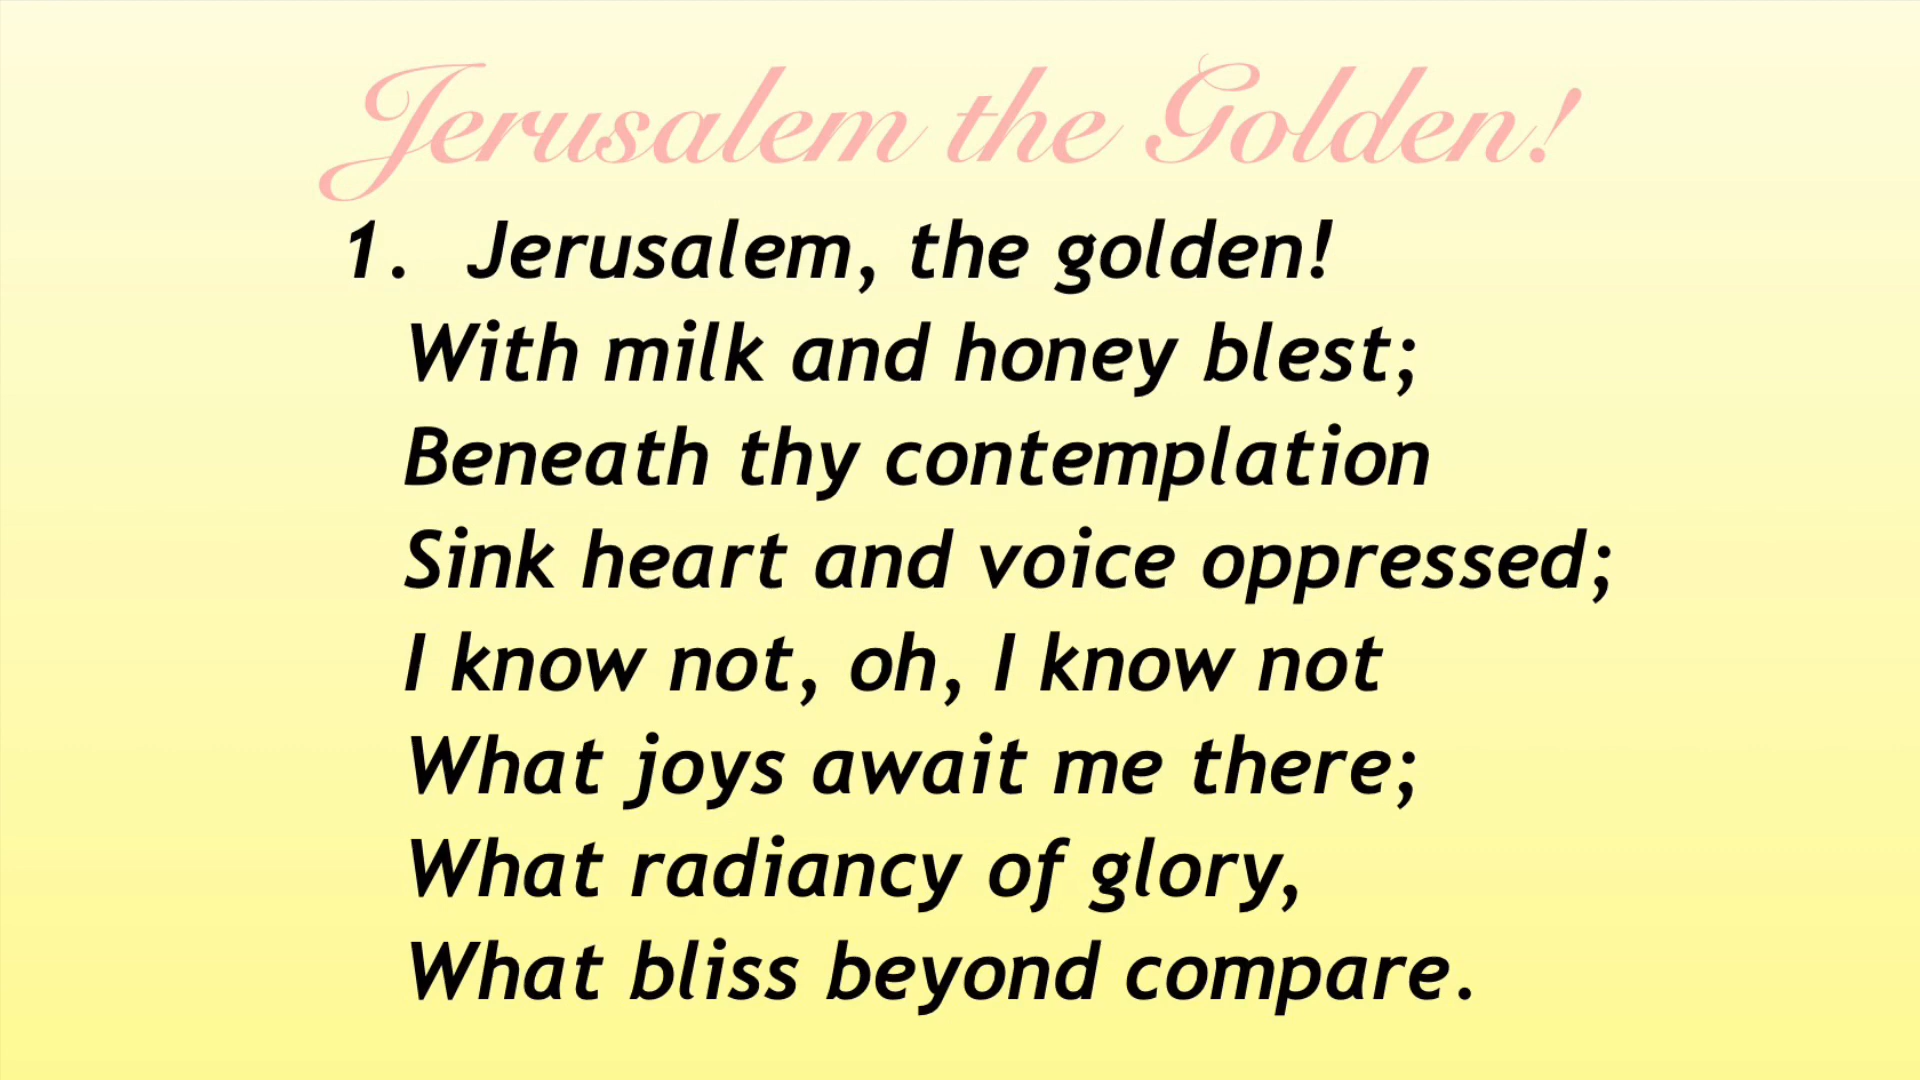 Jerusalem the Golden!
1. Jerusalem, the golden!
With milk and honey blest;
Beneath thy contemplation
Sink heart and voice oppressed;
I know not, oh, I know not
What joys await me there;
What radiancy of glory,
What bliss beyond compare.